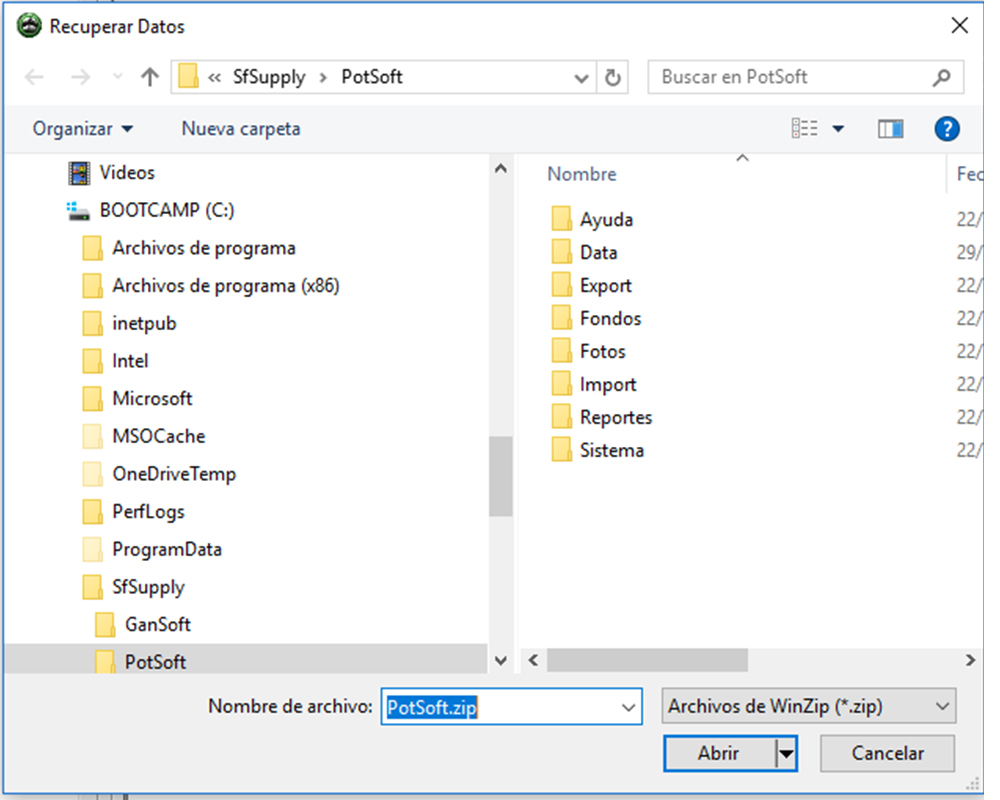 Recuperar Datos
« SfSupply › PotSoft
Buscar en PotSoft
Organizar
Nueva carpeta
?
Videos
BOOTCAMP (C:)
Archivos de programa
Archivos de programa (x86)
inetpub
Intel
Microsoft
MSOCache
OneDriveTemp
PerfLogs
ProgramData
SfSupply
GanSoft
PotSoft
Nombre Fec
Ayuda 22/
Data 29/
Export 22/
Fondos 22/
Fotos 22/
Import 22/
Reportes 22/
Sistema 22/
Nombre de archivo: PotSoft.zip
Archivos de WinZip (*.zip)
Abrir
Cancelar